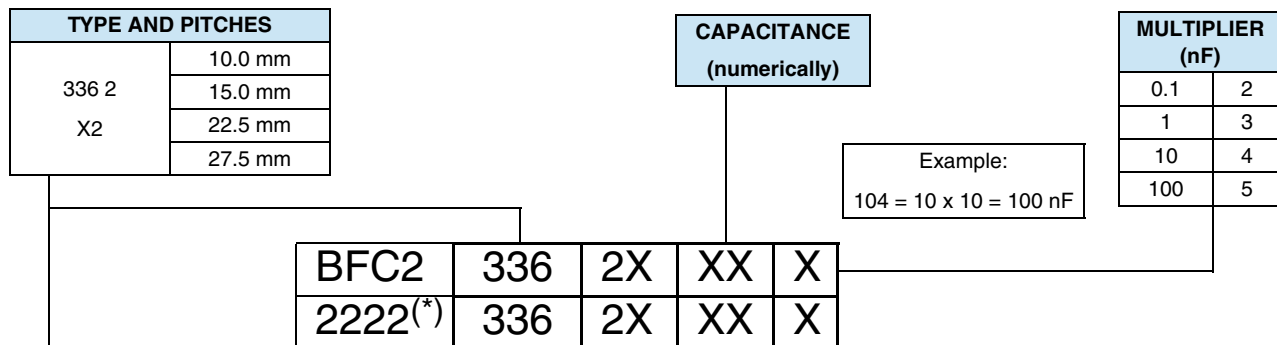 TYPE AND PITCHES
336 2
X2
10.0 mm
15.0 mm
22.5 mm
27.5 mm
CAPACITANCE
(numerically)
MULTIPLIER
(nF)
0.1 2
1 3
10 4
100 5
Example:
104 = 10 x 10 = 100 nF
BFC2 336 2X XX X
2222(*) 336 2X XX X